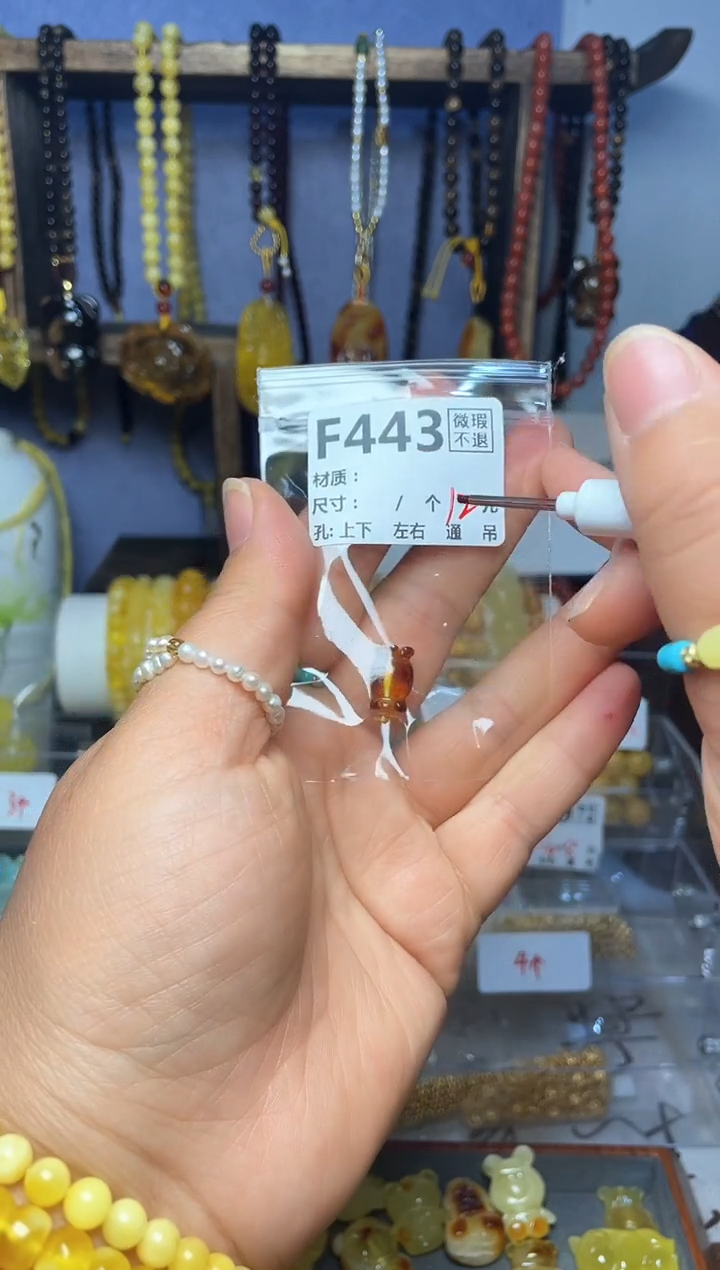 F443
微瑕
不退
材质：
尺寸： / 个 元
孔: 上下 左右 通 吊